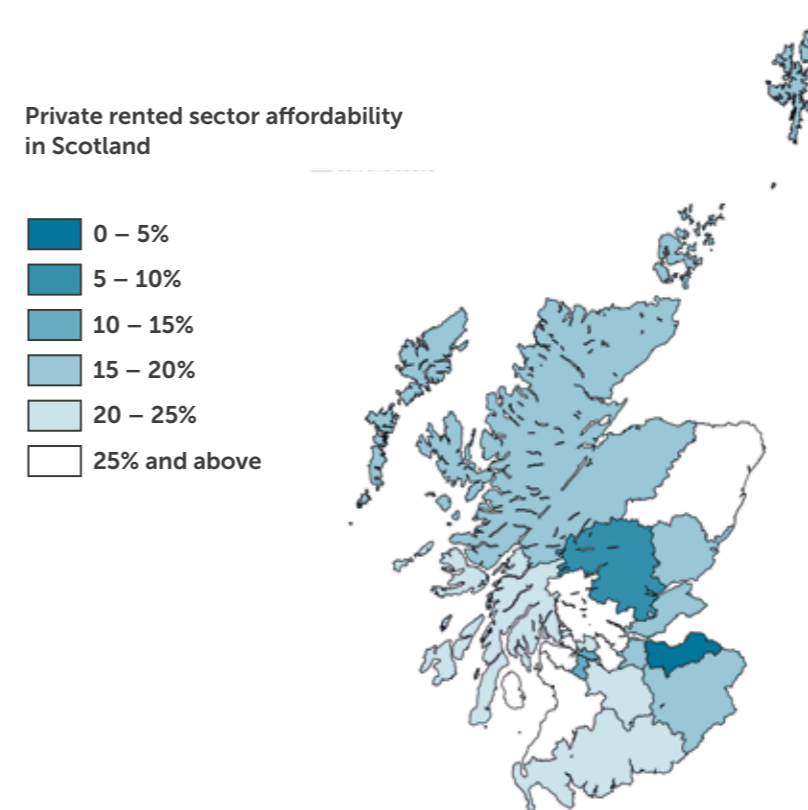 Private rented sector affordability
in Scotland
0 – 5%
5 – 10%
10 – 15%
15 – 20%
20 – 25%
25% and above